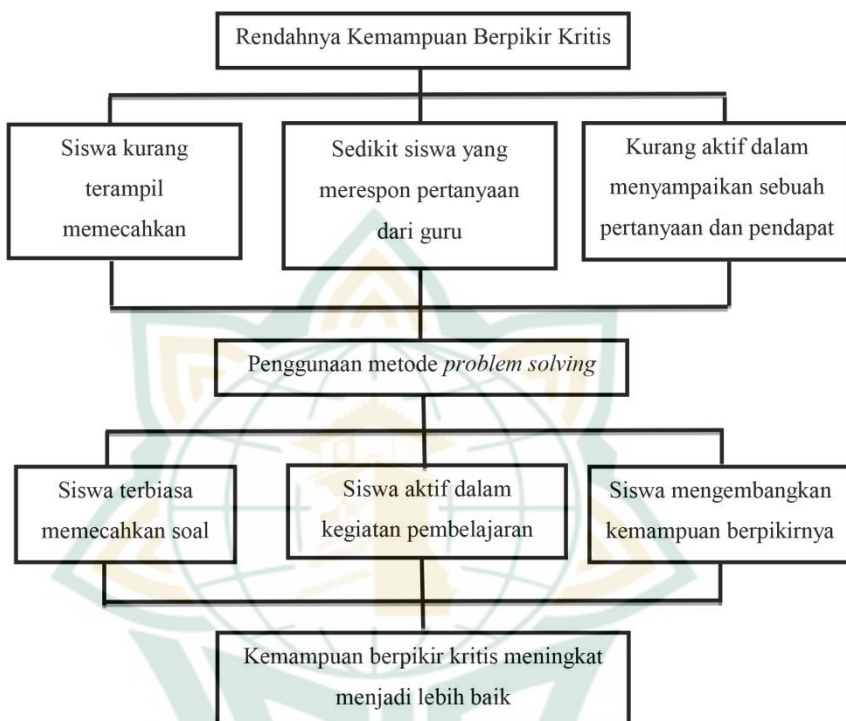 Rendahnya Kemampuan Berpikir Kritis
Siswa kurang
terampil
memecahkan
Sedikit siswa yang
merespon pertanyaan
dari guru
Kurang aktif dalam
menyampaikan sebuah
pertanyaan dan pendapat
Penggunaan metode problem solving
Siswa terbiasa
memecahkan soal
Siswa aktif dalam
kegiatan pembelajaran
Siswa mengembangkan
kemampuan berpikirnya
Kemampuan berpikir kritis meningkat
menjadi lebih baik